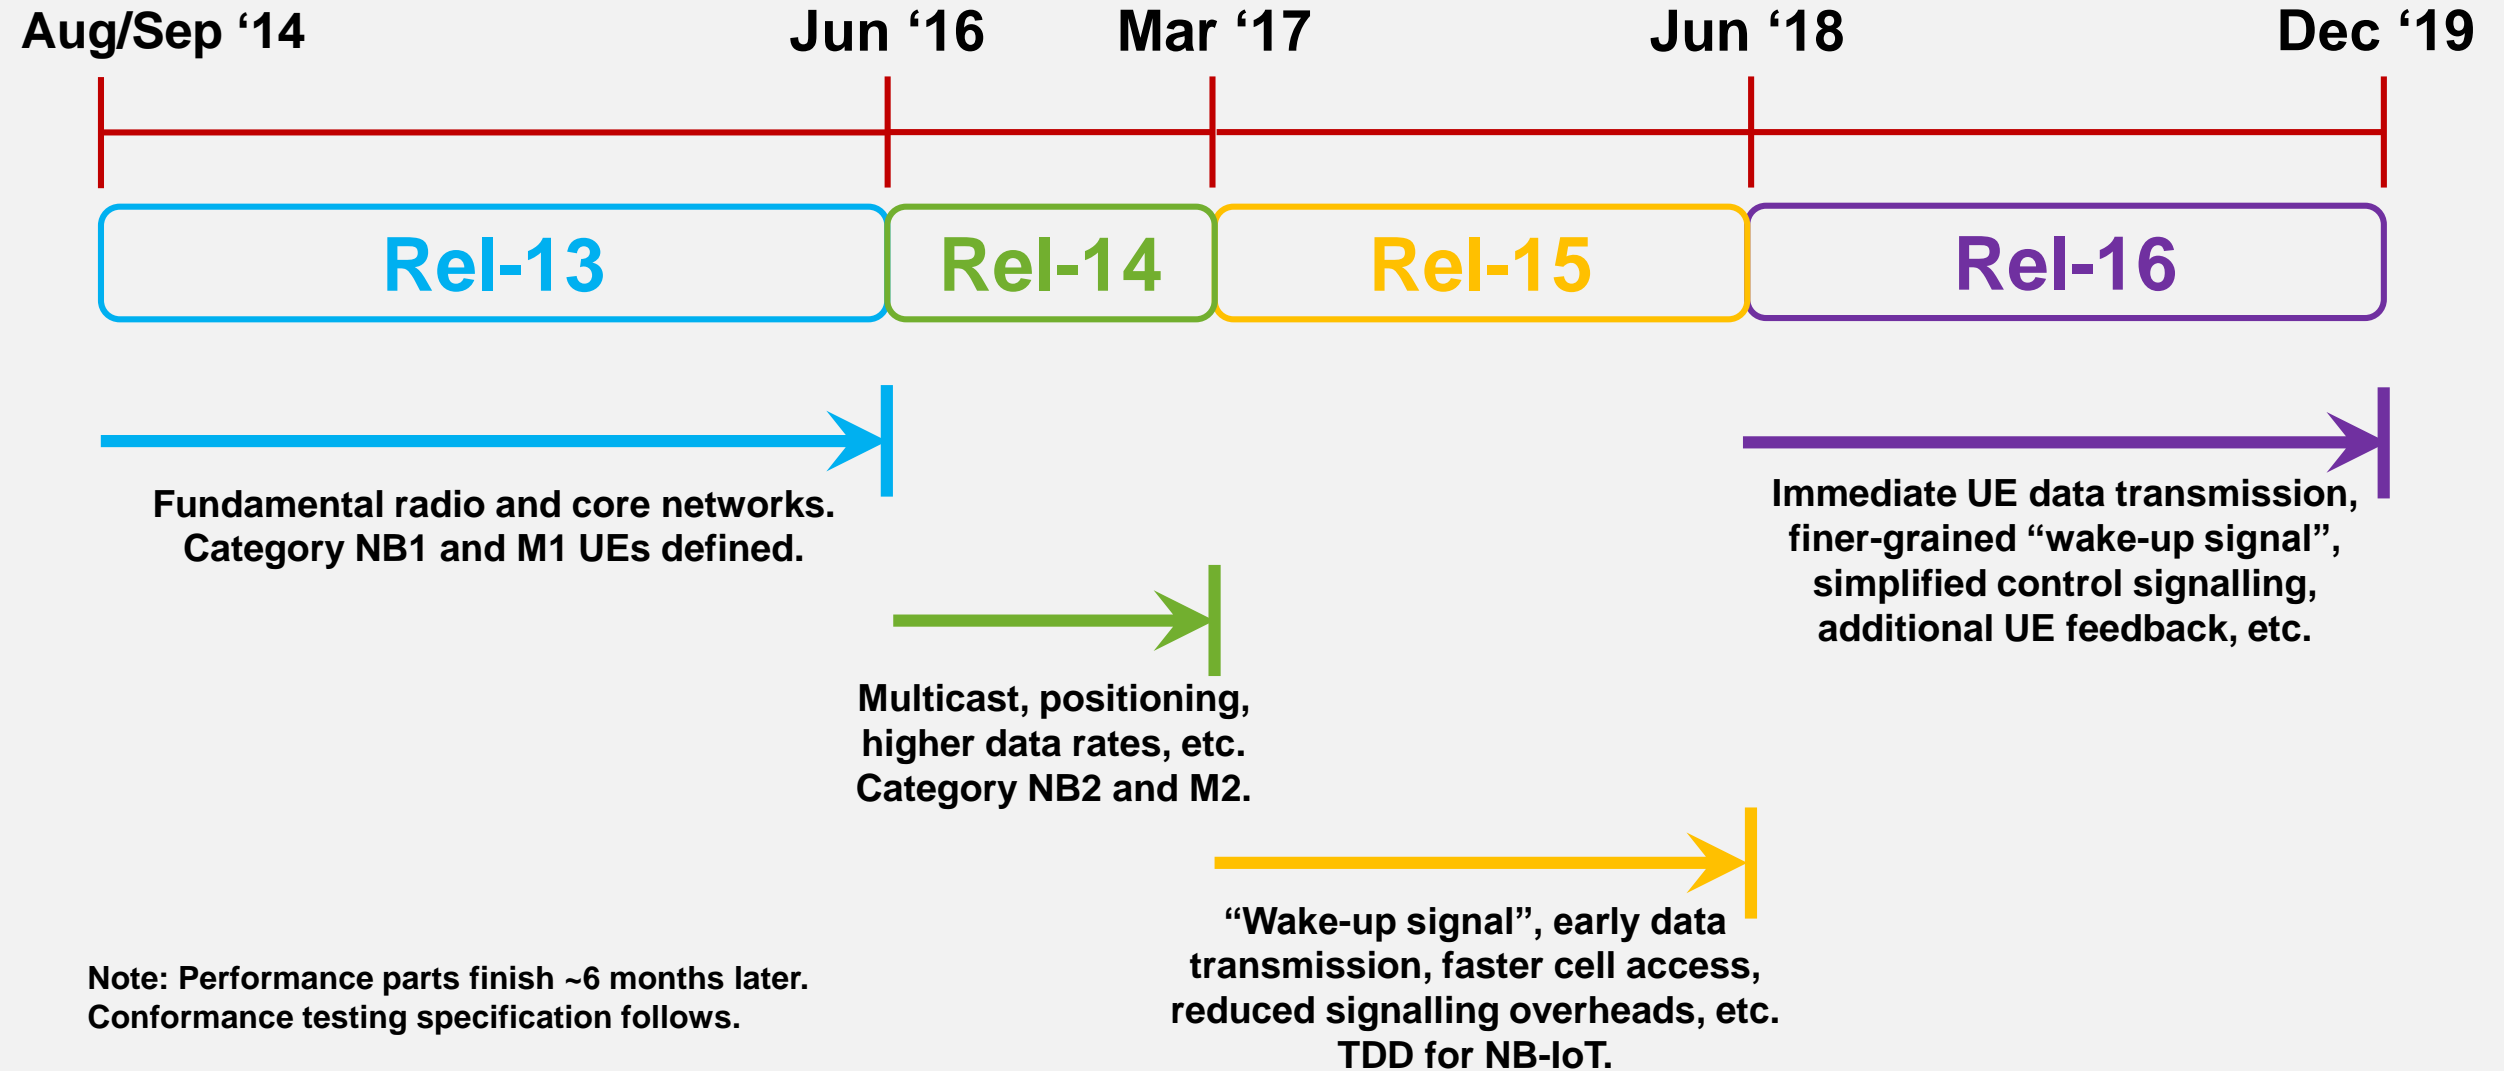 Aug/Sep ‘14
Jun ‘16
Mar ‘17
Jun ‘18
Dec ‘19
Rel-13
Rel-14
Rel-15
Rel-16
Fundamental radio and core networks.
Category NB1 and M1 UEs defined.
Multicast, positioning,
higher data rates, etc.
Category NB2 and M2.
“Wake-up signal”, early data
transmission, faster cell access,
reduced signalling overheads, etc.
TDD for NB-IoT.
Immediate UE data transmission,
finer-grained “wake-up signal”,
simplified control signalling,
additional UE feedback, etc.
Note: Performance parts finish ~6 months later.
Conformance testing specification follows.